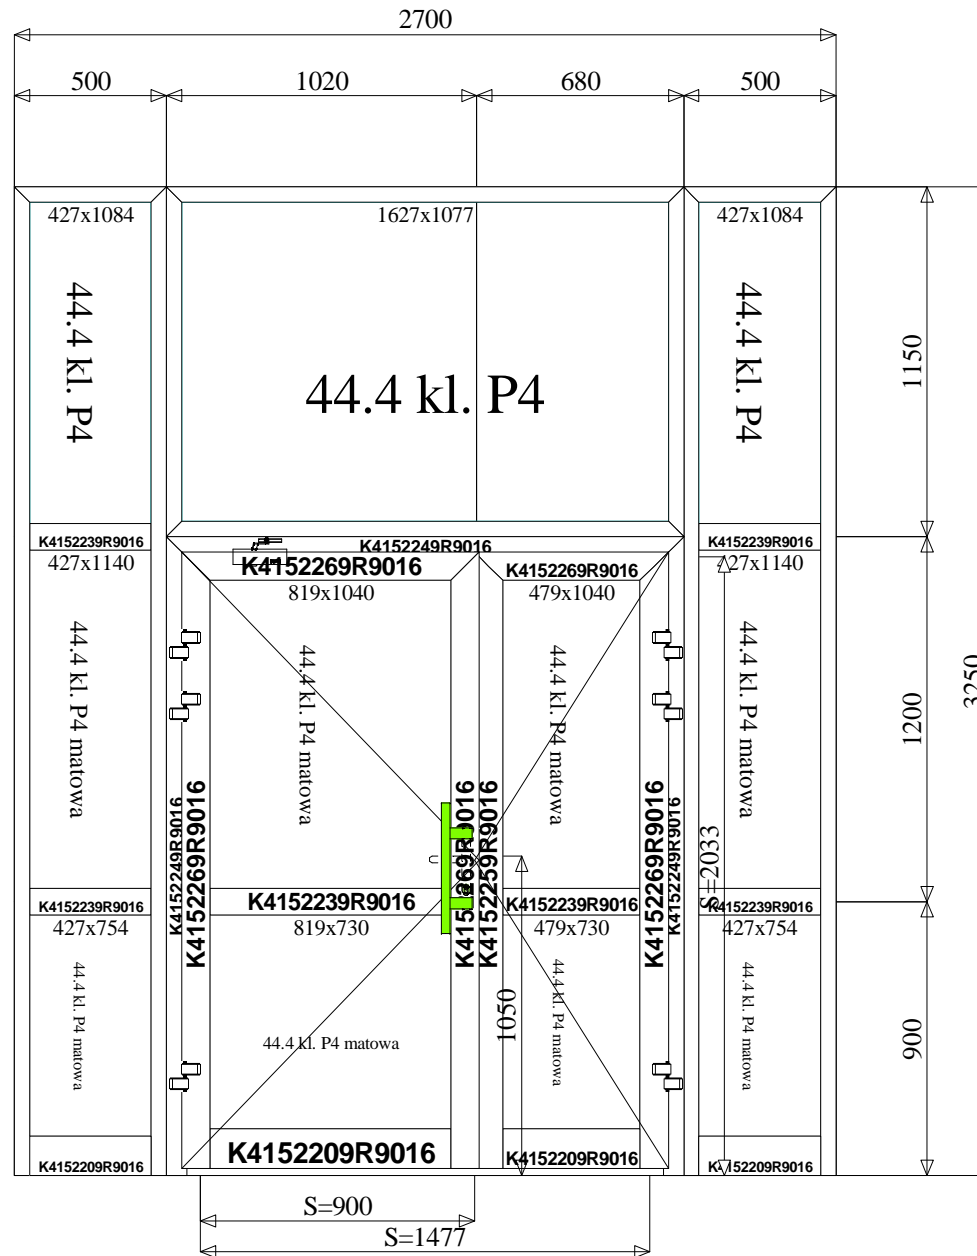 2700
500
1020
680
500
427x1084
1627x1077
427x1084
44.4 kl. P4
44.4 kl. P4
44.4 kl. P4
1150
K4152239R9016
K4152249R9016
K4152239R9016
427x1140
K4152269R9016
K4152269R9016
427x1140
819x1040
479x1040
44.4 kl. P4 matowa
44.4 kl. P4 matowa
44.4 kl. P4 matowa
44.4 kl. P4 matowa
3250
1200
K4152249R9016
K4152269R9016
K4152269R9016
K4152259R9016
K4152269R9016
K4152249R9016
S=2033
K4152239R9016
K4152239R9016
K4152239R9016
K4152239R9016
427x754
819x730
479x730
427x754
44.4 kl. P4 matowa
44.4 kl. P4 matowa
44.4 kl. P4 matowa
44.4 kl. P4 matowa
1050
900
K4152209R9016
K4152209R9016
K4152209R9016
K4152209R9016
S=900
S=1477